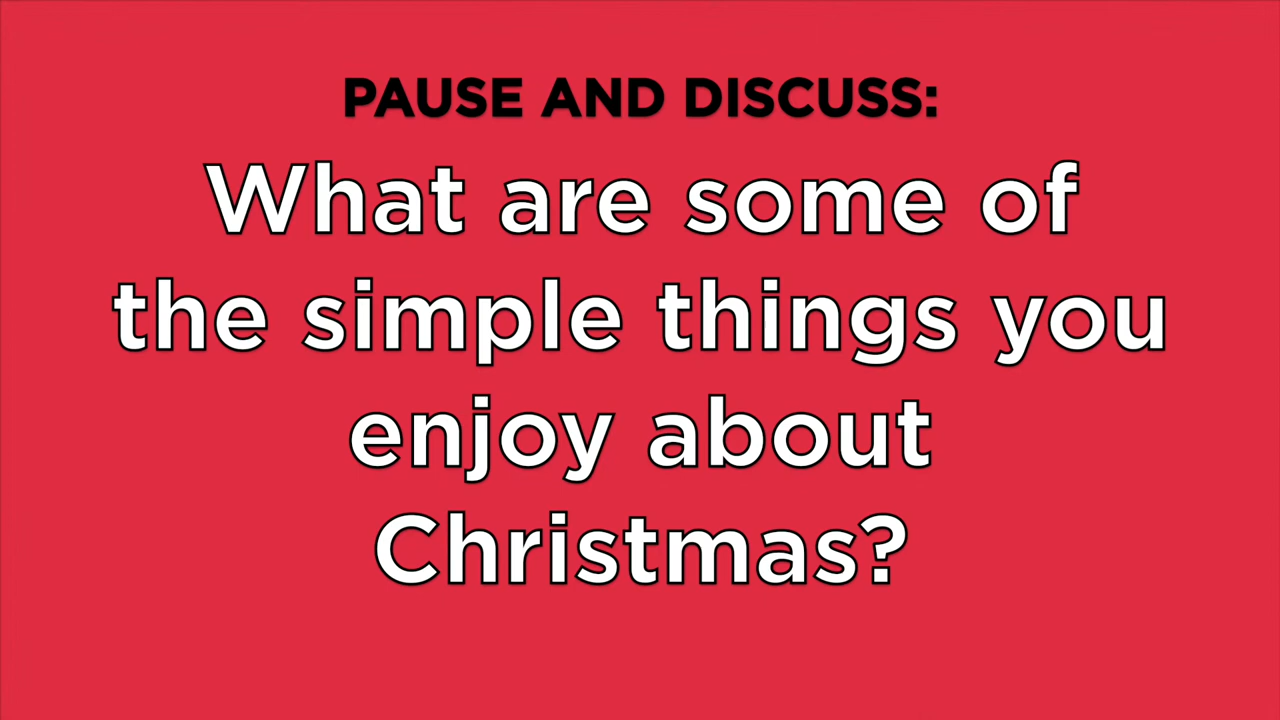 PAUSE AND DISCUSS:
What are some of
the simple things you
enjoy about
Christmas?